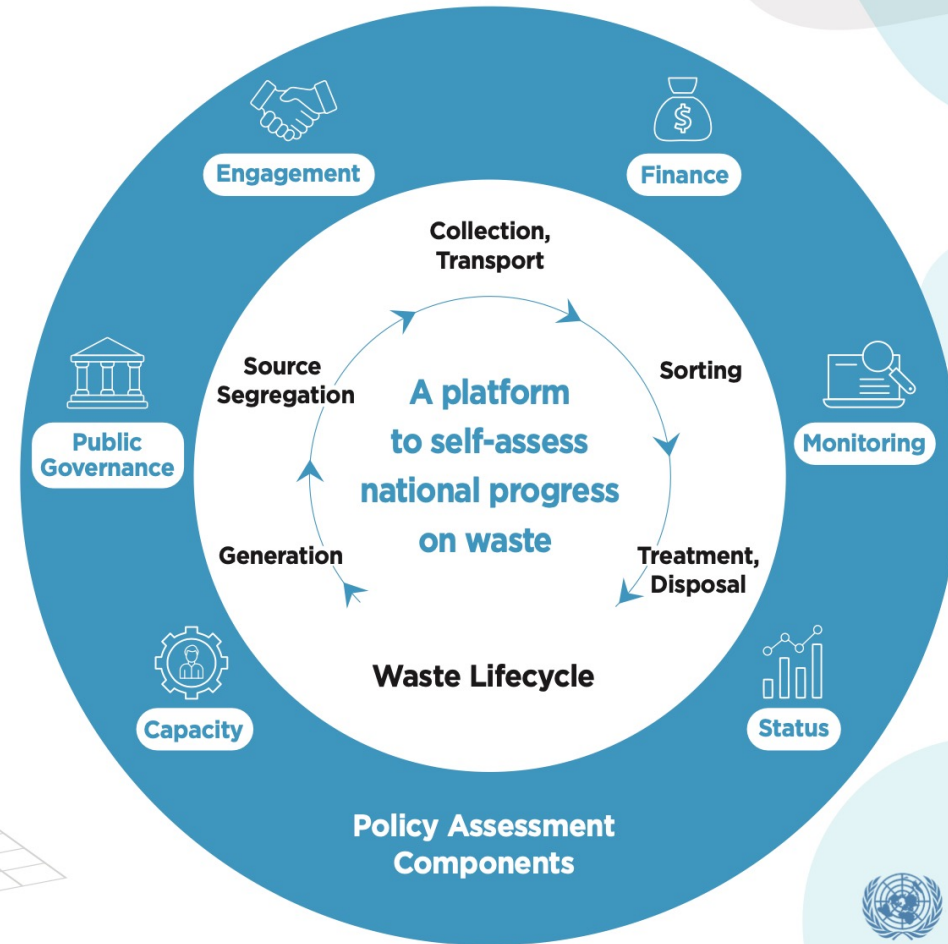 Engagement
Finance
Collection,
Transport
Source
Segregation
Sorting
A platform
to self-assess
national progress
on waste
Public
Governance
Monitoring
Generation
Treatment,
Disposal
Waste Lifecycle
Capacity
Status
Policy Assessment
Components
$